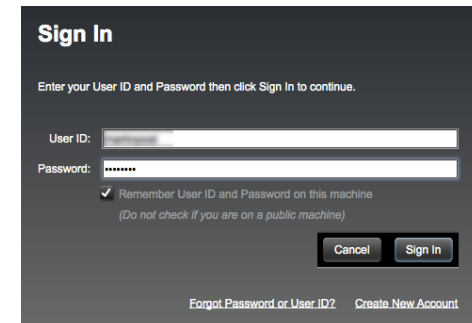 Sign In
Enter your User ID and Password then click Sign In to continue.
User ID:
Password: ••••••••
Remember User ID and Password on this machine
(Do not check if you are on a public machine)
Cancel Sign In
Forgot Password or User ID? Create New Account